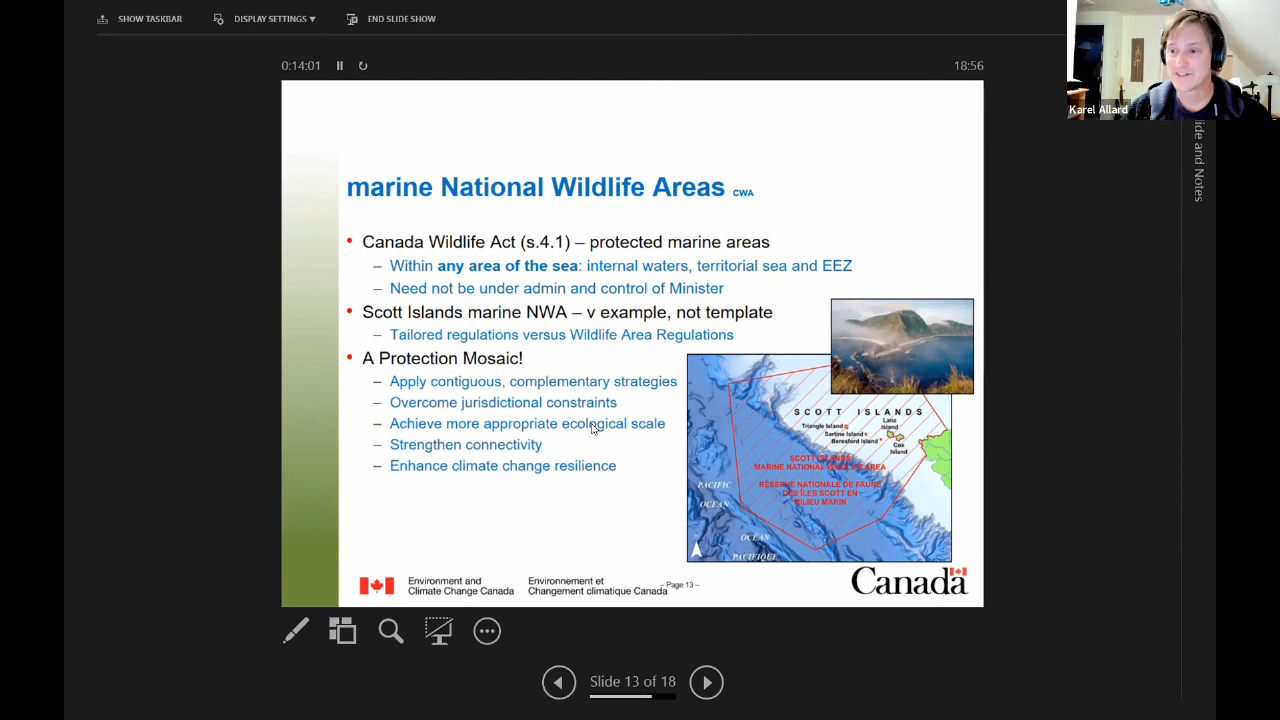 SHOW TASKBAR
DISPLAY SETTINGS ▼
END SLIDE SHOW
0:14:01
18:56
Karel Allard
lide and Notes
marine National Wildlife Areas CWA
• Canada Wildlife Act (s.4.1) – protected marine areas
– Within any area of the sea: internal waters, territorial sea and EEZ
– Need not be under admin and control of Minister
• Scott Islands marine NWA – v example, not template
– Tailored regulations versus Wildlife Area Regulations
• A Protection Mosaic!
– Apply contiguous, complementary strategies
– Overcome jurisdictional constraints
– Achieve more appropriate ecological scale
– Strengthen connectivity
– Enhance climate change resilience
SCOTT ISLANDS
Triangle Island
Sartine Island
Beresford Island
Lanz
Island
Cox
Island
SCOTT ISLANDS
MARINE NATIONAL WILDLIFE AREA
RÉSERVE NATIONALE DE FAUNE
DES ÎLES SCOTT EN
MILIEU MARIN
PACIFIC
OCEAN
OCÉAN
PACIFIQUE
N
Environment and
Climate Change Canada
Environnement et
Changement climatique Canada
– Page 13 –
Canada
Slide 13 of 18